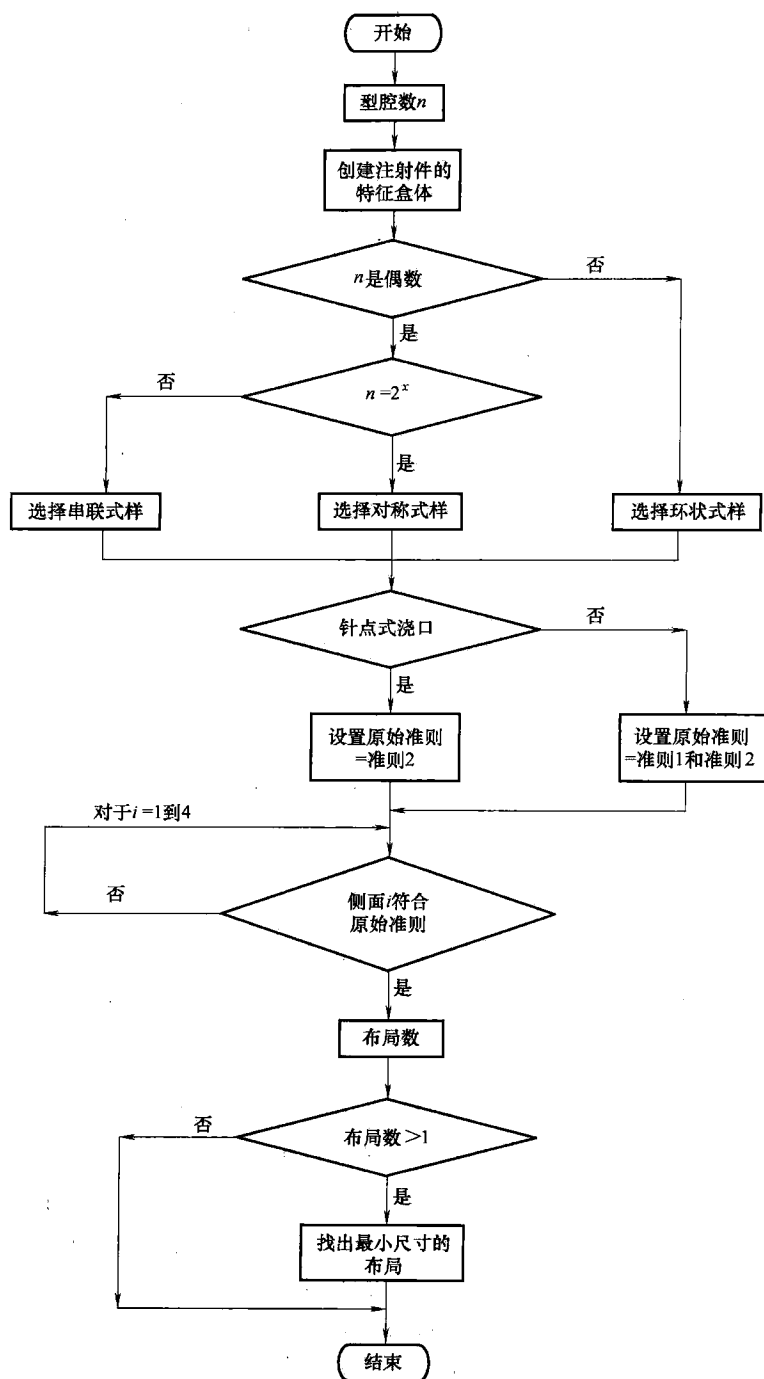 开始
型腔数n
创建注射件的
特征盒体
n是偶数
否
是
否
n=2^x
是
选择串联式样
选择对称式样
选择环状式样
针点式浇口
否
是
设置原始准则
=准则2
设置原始准则
=准则1和准则2
对于i=1到4
否
侧面i符合
原始准则
是
布局数
否
布局数>1
是
找出最小尺寸的
布局
结束